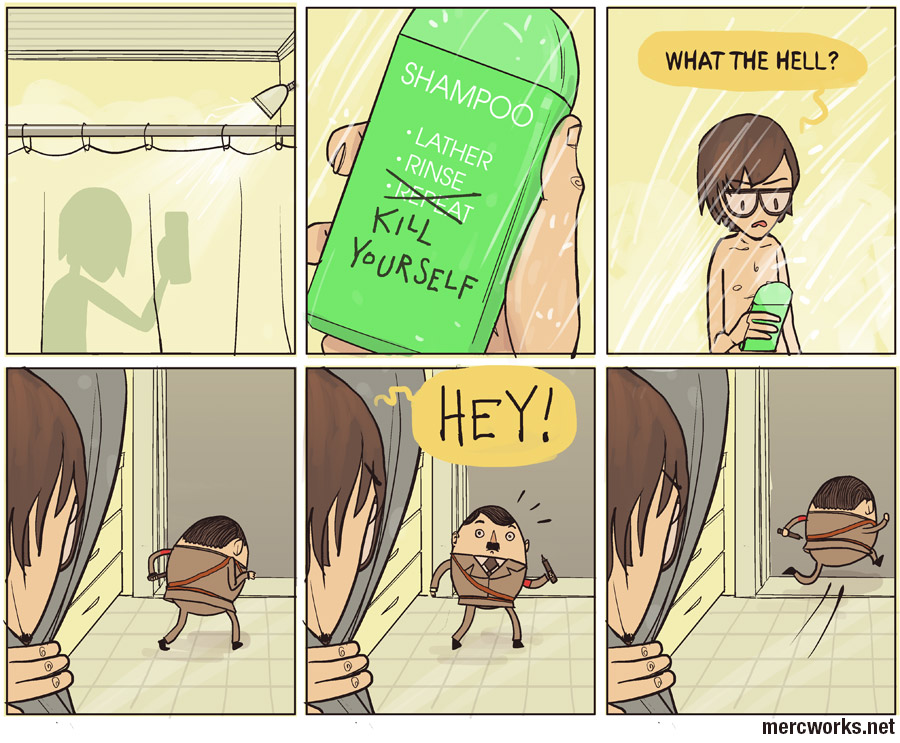 SHAMPOO
• LATHER
• RINSE
• REPEAT
KILL
YOURSELF
WHAT THE HELL?
HEY!
mercworks.net